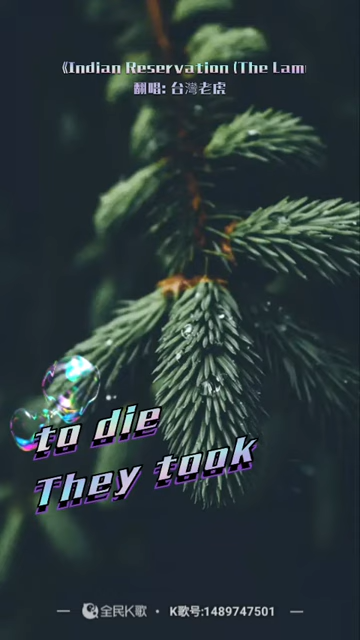 《Indian Reservation (The Lam
翻唱: 台灣老虎
to die
They took
全民K歌 · K歌号:1489747501